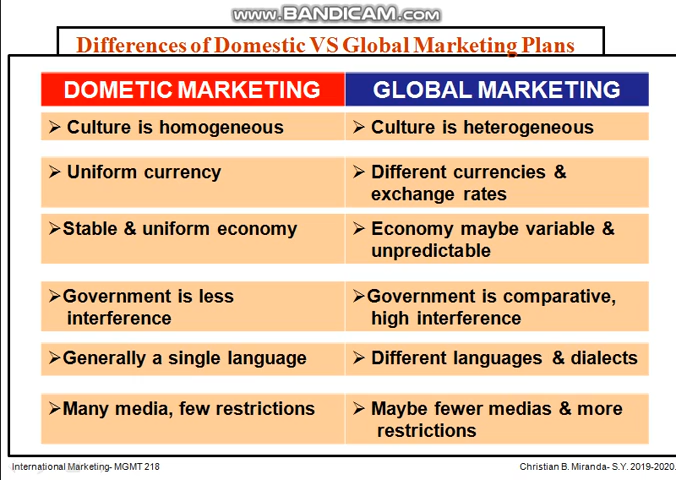 www.BANDICAM.com
Differences of Domestic VS Global Marketing Plans
DOMETIC MARKETING
GLOBAL MARKETING
➢ Culture is homogeneous
➢ Culture is heterogeneous
➢ Uniform currency
➢ Different currencies &
exchange rates
➢Stable & uniform economy
➢ Economy maybe variable &
unpredictable
➢Government is less
interference
➢Government is comparative,
high interference
➢Generally a single language
➢ Different languages & dialects
➢Many media, few restrictions
➢ Maybe fewer medias & more
restrictions
International Marketing- MGMT 218
Christian B. Miranda- S.Y. 2019-2020.